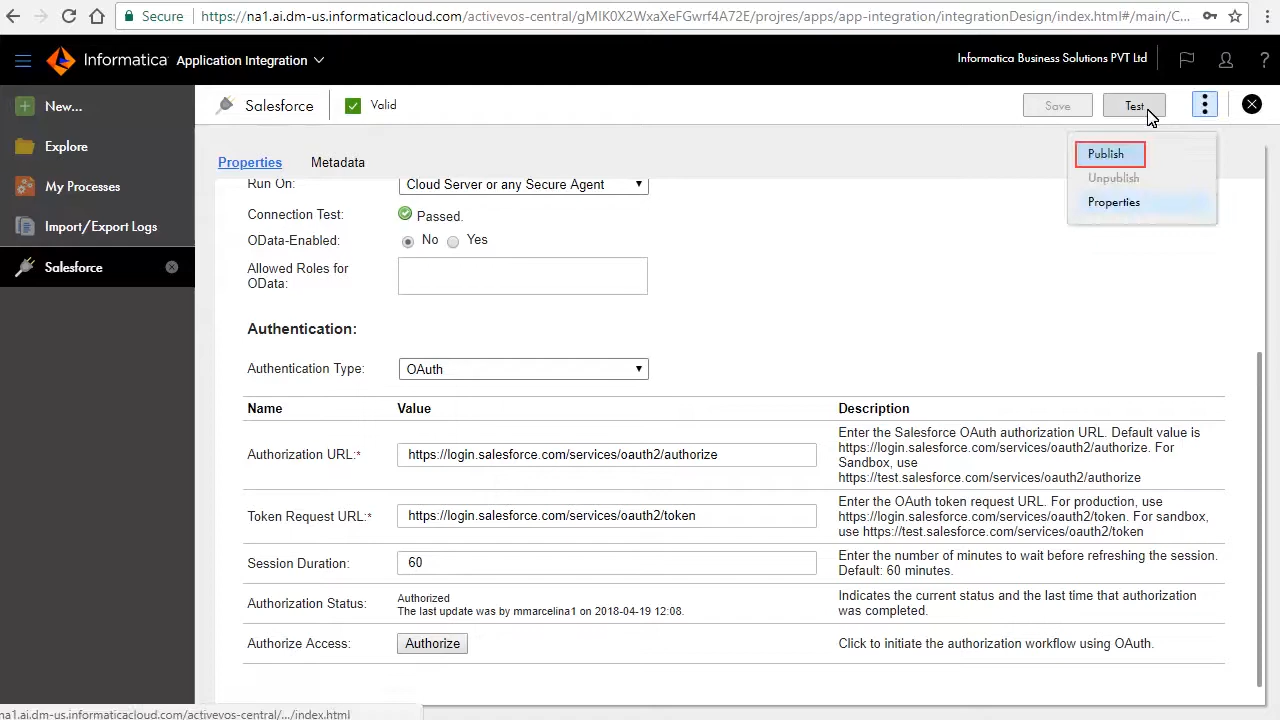 Secure
https://na1.ai.dm-us.informaticacloud.com/activevos-central/gMIK0X2WxaXeFGwrf4A72E/projres/apps/app-integration/integrationDesign/index.html#/main/C...
Informatica Application Integration
Informatica Business Solutions PVT Ltd
?
New...
Explore
My Processes
Import/Export Logs
Salesforce
Salesforce
Valid
Save
Test
Publish
Unpublish
Properties
Properties
Metadata
Run On: Cloud Server or any Secure Agent
Connection Test: Passed.
OData-Enabled: No Yes
Allowed Roles for
OData:
Authentication:
Authentication Type: OAuth
Name Value Description
Authorization URL:* https://login.salesforce.com/services/oauth2/authorize
Enter the Salesforce OAuth authorization URL. Default value is
https://login.salesforce.com/services/oauth2/authorize. For
Sandbox, use
https://test.salesforce.com/services/oauth2/authorize
Token Request URL:* https://login.salesforce.com/services/oauth2/token
Enter the OAuth token request URL. For production, use
https://login.salesforce.com/services/oauth2/token. For sandbox,
use https://test.salesforce.com/services/oauth2/token
Session Duration: 60
Enter the number of minutes to wait before refreshing the session.
Default: 60 minutes.
Authorization Status:
Authorized
The last update was by mmarcelina1 on 2018-04-19 12:08.
Indicates the current status and the last time that authorization
was completed.
Authorize Access: Authorize
Click to initiate the authorization workflow using OAuth.
na1.ai.dm-us.informaticacloud.com/activevos-central/.../index.html